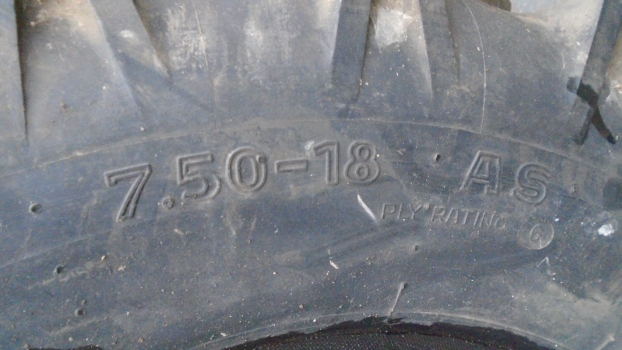 7.50-18 AS
PLY RATING 6